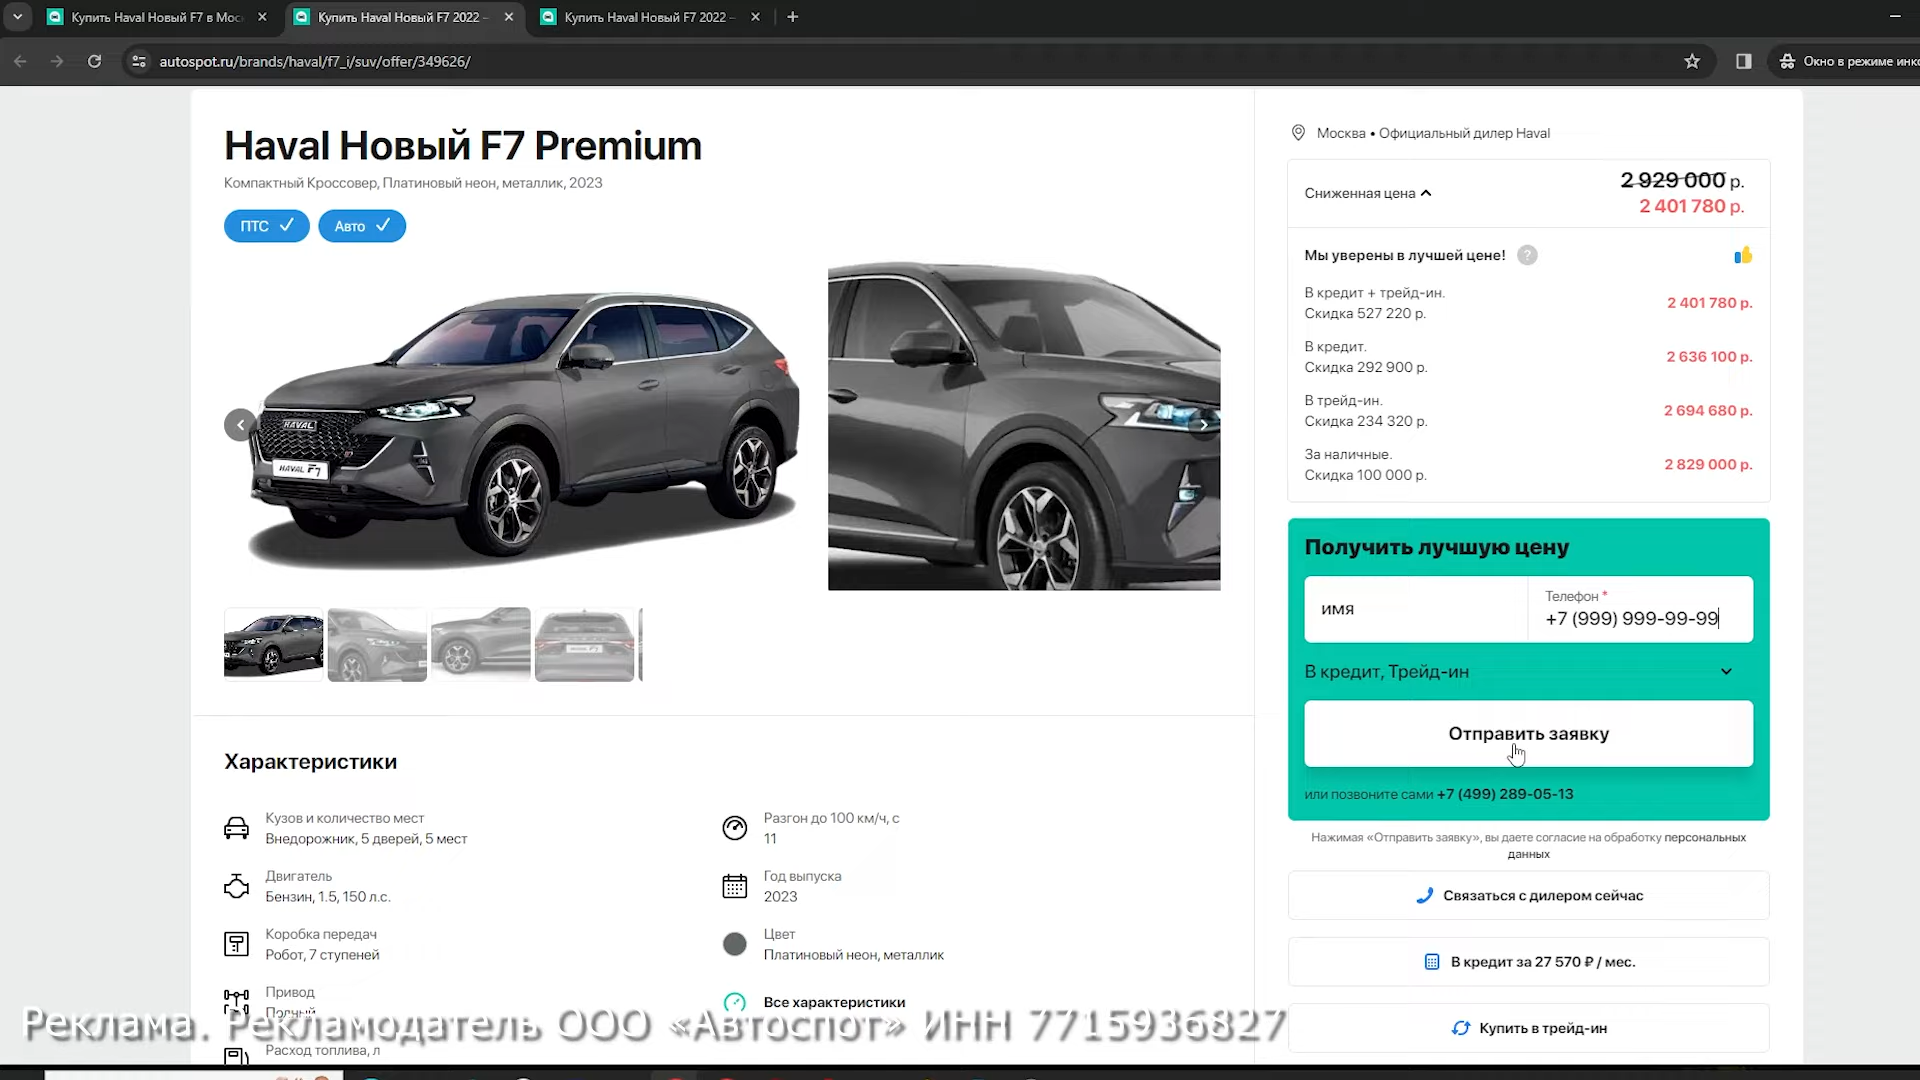 Купить Haval Новый F7 в Мос
Купить Haval Новый F7 2022 –
Купить Haval Новый F7 2022 –
autospot.ru/brands/haval/f7_i/suv/offer/349626/
Окно в режиме инко
Haval Новый F7 Premium
Компактный Кроссовер, Платиновый неон, металлик, 2023
ПТС
Авто
HAVAL
HAVAL F7
Москва • Официальный дилер Haval
Сниженная цена
2 929 000 р.
2 401 780 р.
Мы уверены в лучшей цене! ?
В кредит + трейд-ин.
Скидка 527 220 р.
2 401 780 р.
В кредит.
Скидка 292 900 р.
2 636 100 р.
В трейд-ин.
Скидка 234 320 р.
2 694 680 р.
За наличные.
Скидка 100 000 р.
2 829 000 р.
Получить лучшую цену
имя
Телефон *
+7 (999) 999-99-99
В кредит, Трейд-ин
Отправить заявку
или позвоните сами +7 (499) 289-05-13
Нажимая «Отправить заявку», вы даете согласие на обработку персональных
данных
Связаться с дилером сейчас
В кредит за 27 570 ₽ / мес.
Купить в трейд-ин
Характеристики
Кузов и количество мест
Внедорожник, 5 дверей, 5 мест
Двигатель
Бензин, 1.5, 150 л.с.
Коробка передач
Робот, 7 ступеней
Привод
Полный
Расход топлива, л
Разгон до 100 км/ч, с
11
Год выпуска
2023
Цвет
Платиновый неон, металлик
Все характеристики
Реклама. Рекламодатель ООО «Автоспот» ИНН 7715936827